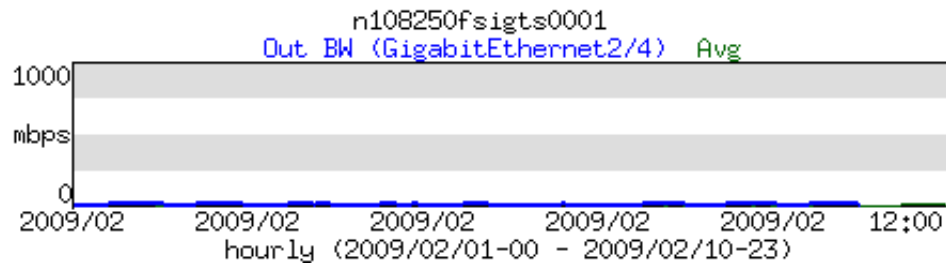 n108250fsigts0001
Out BW (GigabitEthernet2/4) Avg
1000
mbps
0
2009/02 2009/02 2009/02 2009/02 2009/02 12:00
hourly (2009/02/01-00 - 2009/02/10-23)